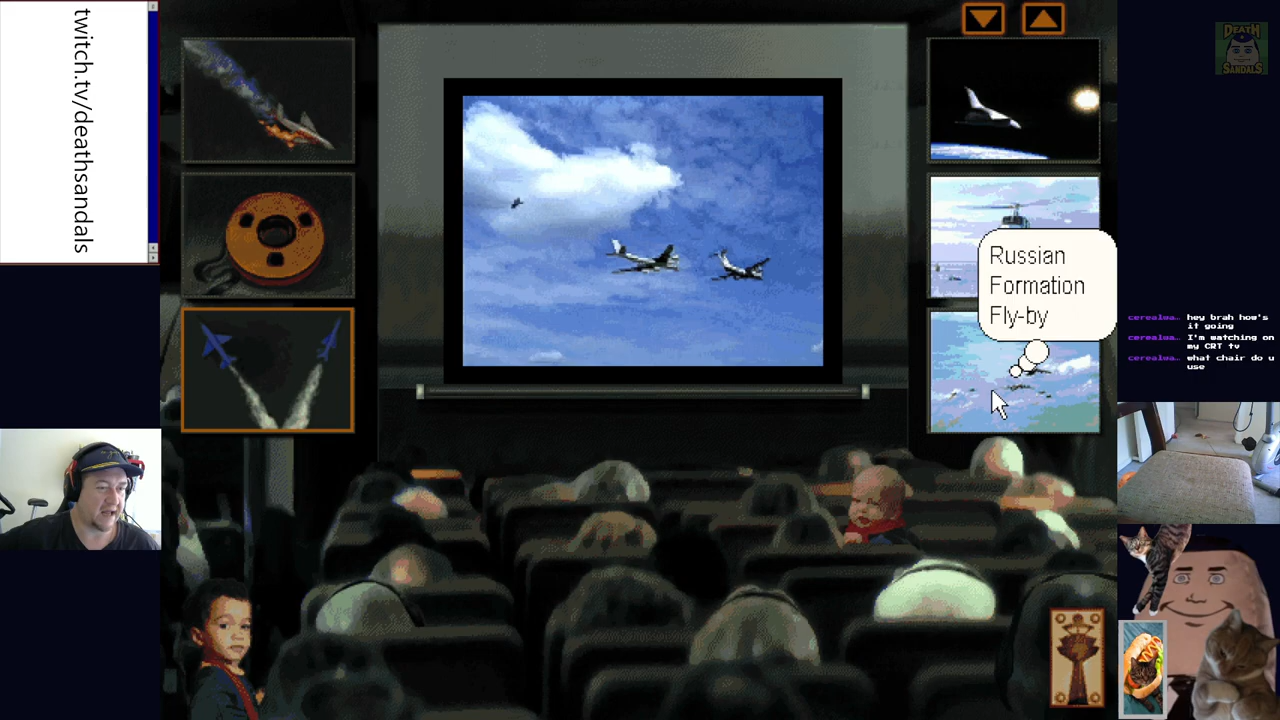 twitch.tv/deathsandals
DEATH
SANDALS
Russian
Formation
Fly-by
cerealwa… hey brah how's
it going
cerealwa… I'm watching on
my CRT tv
cerealwa… what chair do u
use